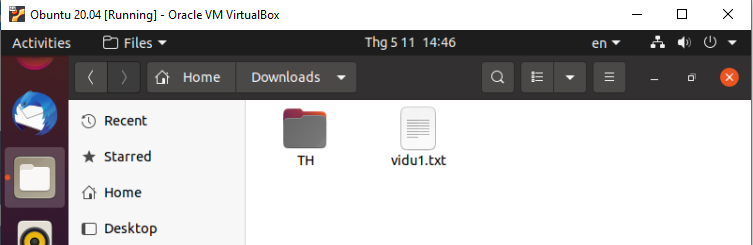 Obuntu 20.04 [Running] - Oracle VM VirtualBox
Activities Files Thg 5 11 14:46 en
Home Downloads
Recent
Starred
Home
Desktop
TH
vidu1.txt